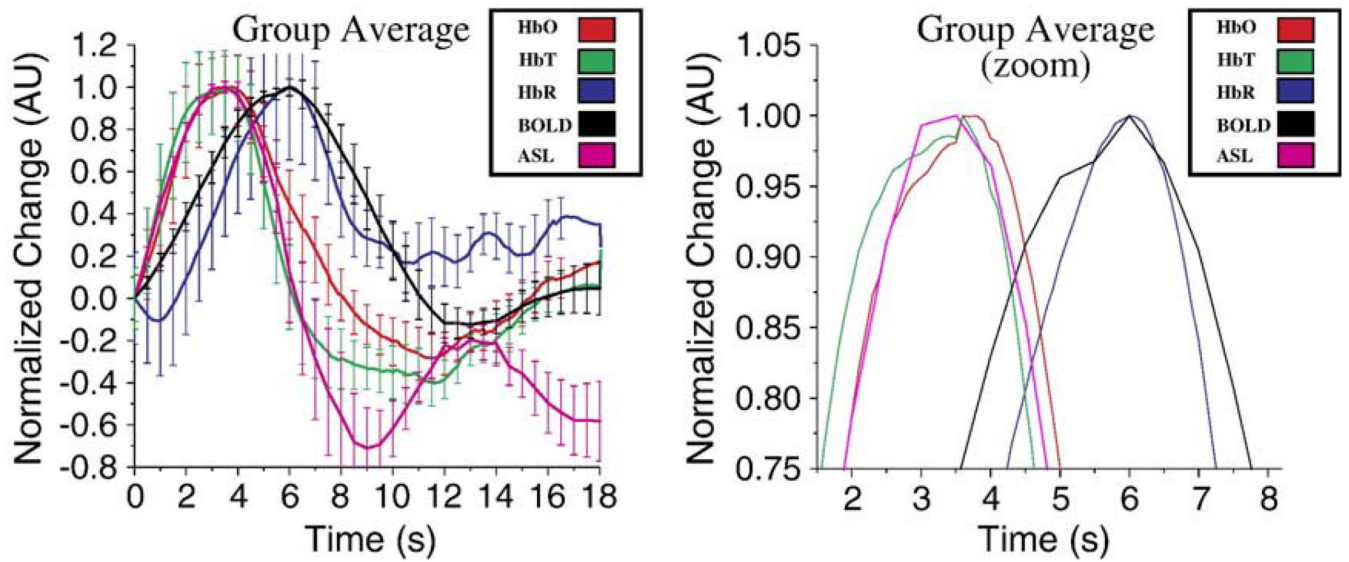 Group Average
HbO
HbT
HbR
BOLD
ASL
Normalized Change (AU)
1.2
1.0
0.8
0.6
0.4
0.2
0.0
-0.2
-0.4
-0.6
-0.8
0 2 4 6 8 10 12 14 16 18
Time (s)
Group Average
(zoom)
HbO
HbT
HbR
BOLD
ASL
Normalized Change (AU)
1.05
1.00
0.95
0.90
0.85
0.80
0.75
2 3 4 5 6 7 8
Time (s)